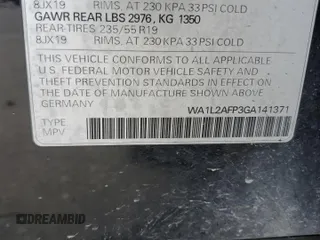 8JX19 RIMS, AT 230 KPA 33 PSI COLD
GAWR REAR LBS 2976, KG 1350
REAR TIRES 235/55 R19
8JX19 RIMS, AT 230 KPA 33 PSI COLD
THIS VEHICLE CONFORMS TO ALL APPLICABLE
U.S. FEDERAL MOTOR VEHICLE
SAFETY, BUMPER AND
THEFT PREVENTION STANDARDS IN
EFFECT ON THE DATE OF
MANUFACTURE SHOWN ABOVE
GERMANY
WA1L2AFP3GA141371
TYPE:
MPV
DREAMBID.COM